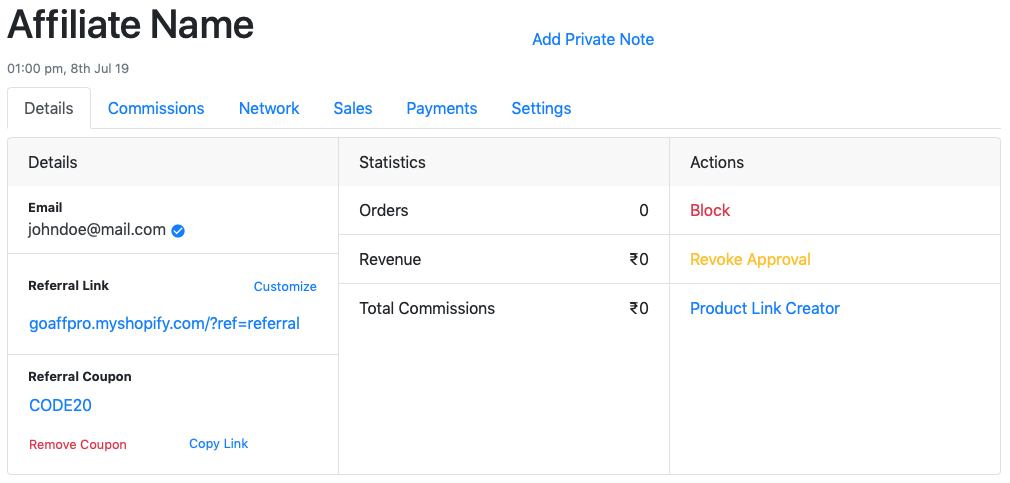 Affiliate Name
Add Private Note
01:00 pm, 8th Jul 19
Details Commissions Network Sales Payments Settings
Details
Email
johndoe@mail.com
Referral Link Customize
goaffpro.myshopify.com/?ref=referral
Referral Coupon
CODE20
Remove Coupon Copy Link
Statistics
Orders 0
Revenue ₹0
Total Commissions ₹0
Actions
Block
Revoke Approval
Product Link Creator